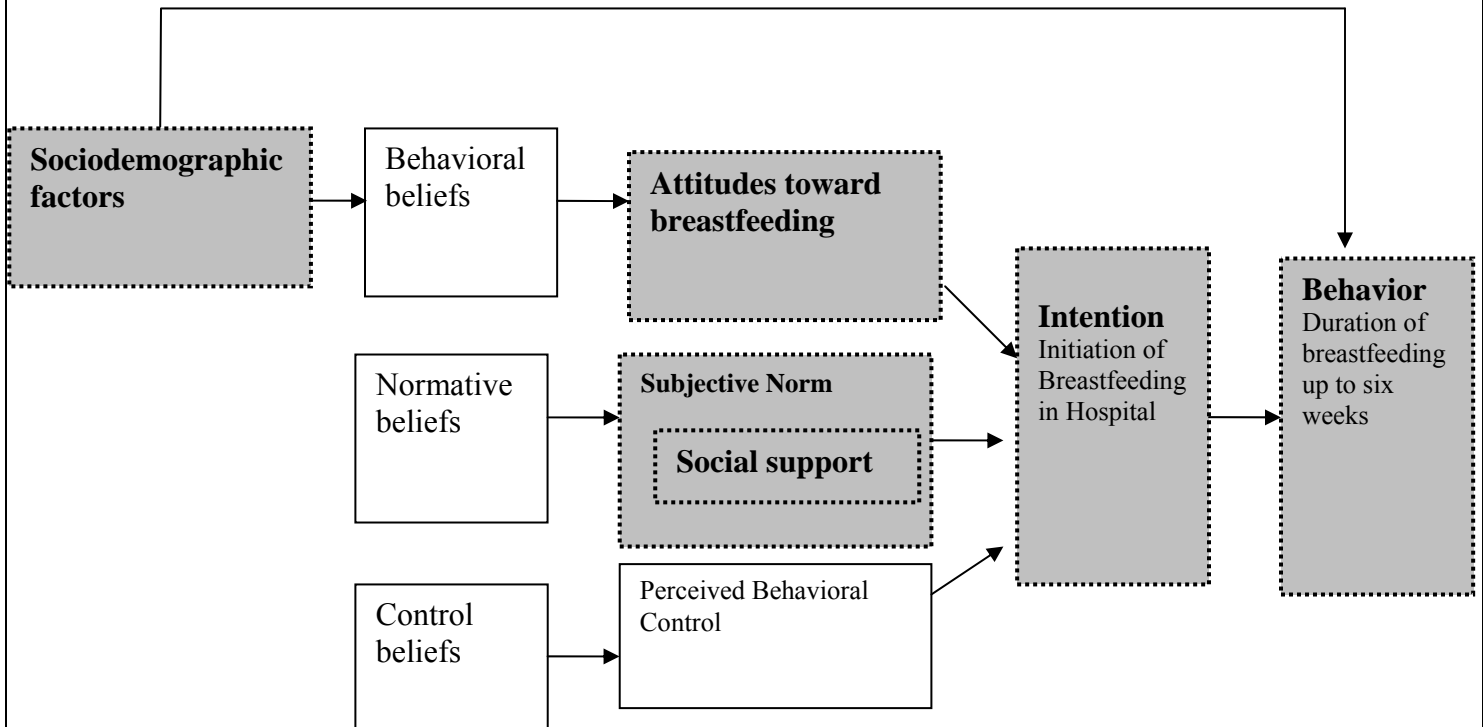 Sociodemographic
factors
Behavioral
beliefs
Attitudes toward
breastfeeding
Normative
beliefs
Subjective Norm
Social support
Control
beliefs
Perceived Behavioral
Control
Intention
Initiation of
Breastfeeding
in Hospital
Behavior
Duration of
breastfeeding
up to six
weeks